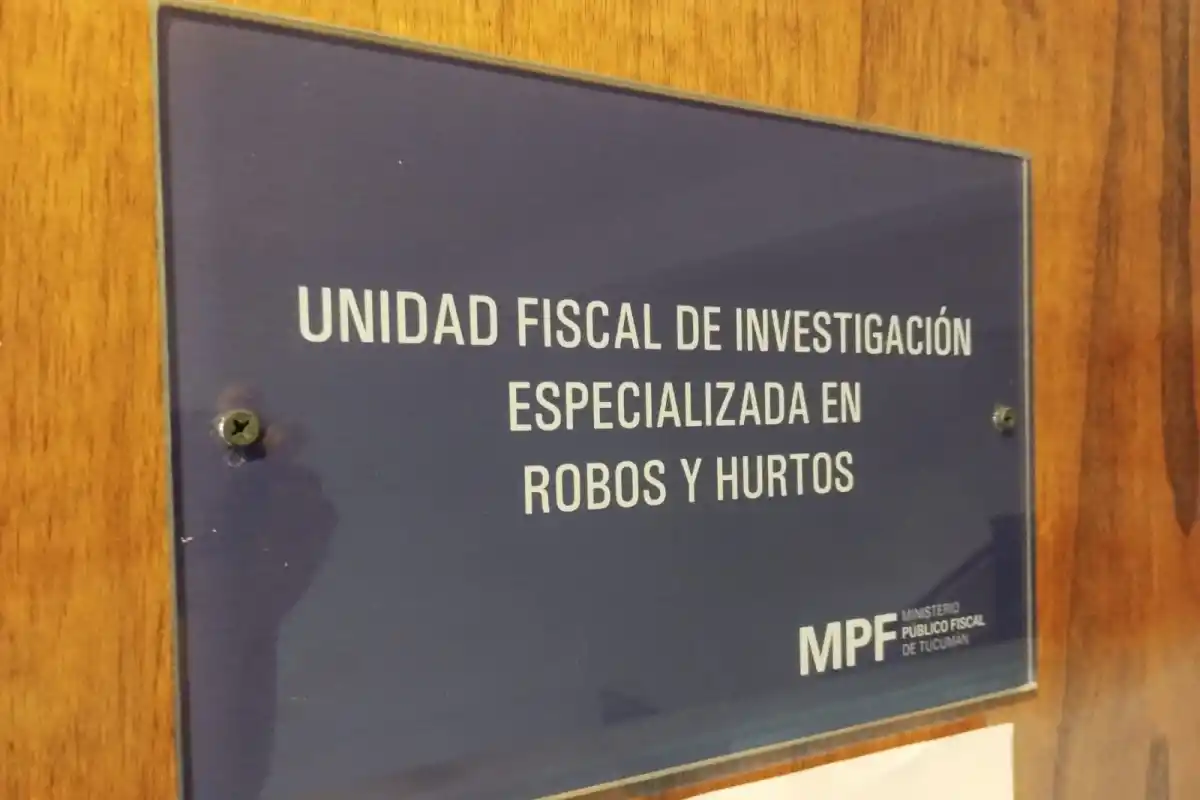 UNIDAD FISCAL DE INVESTIGACIÓN
ESPECIALIZADA EN
ROBOS Y HURTOS
MPF
MINISTERIO
PÚBLICO FISCAL
DE TUCUMÁN